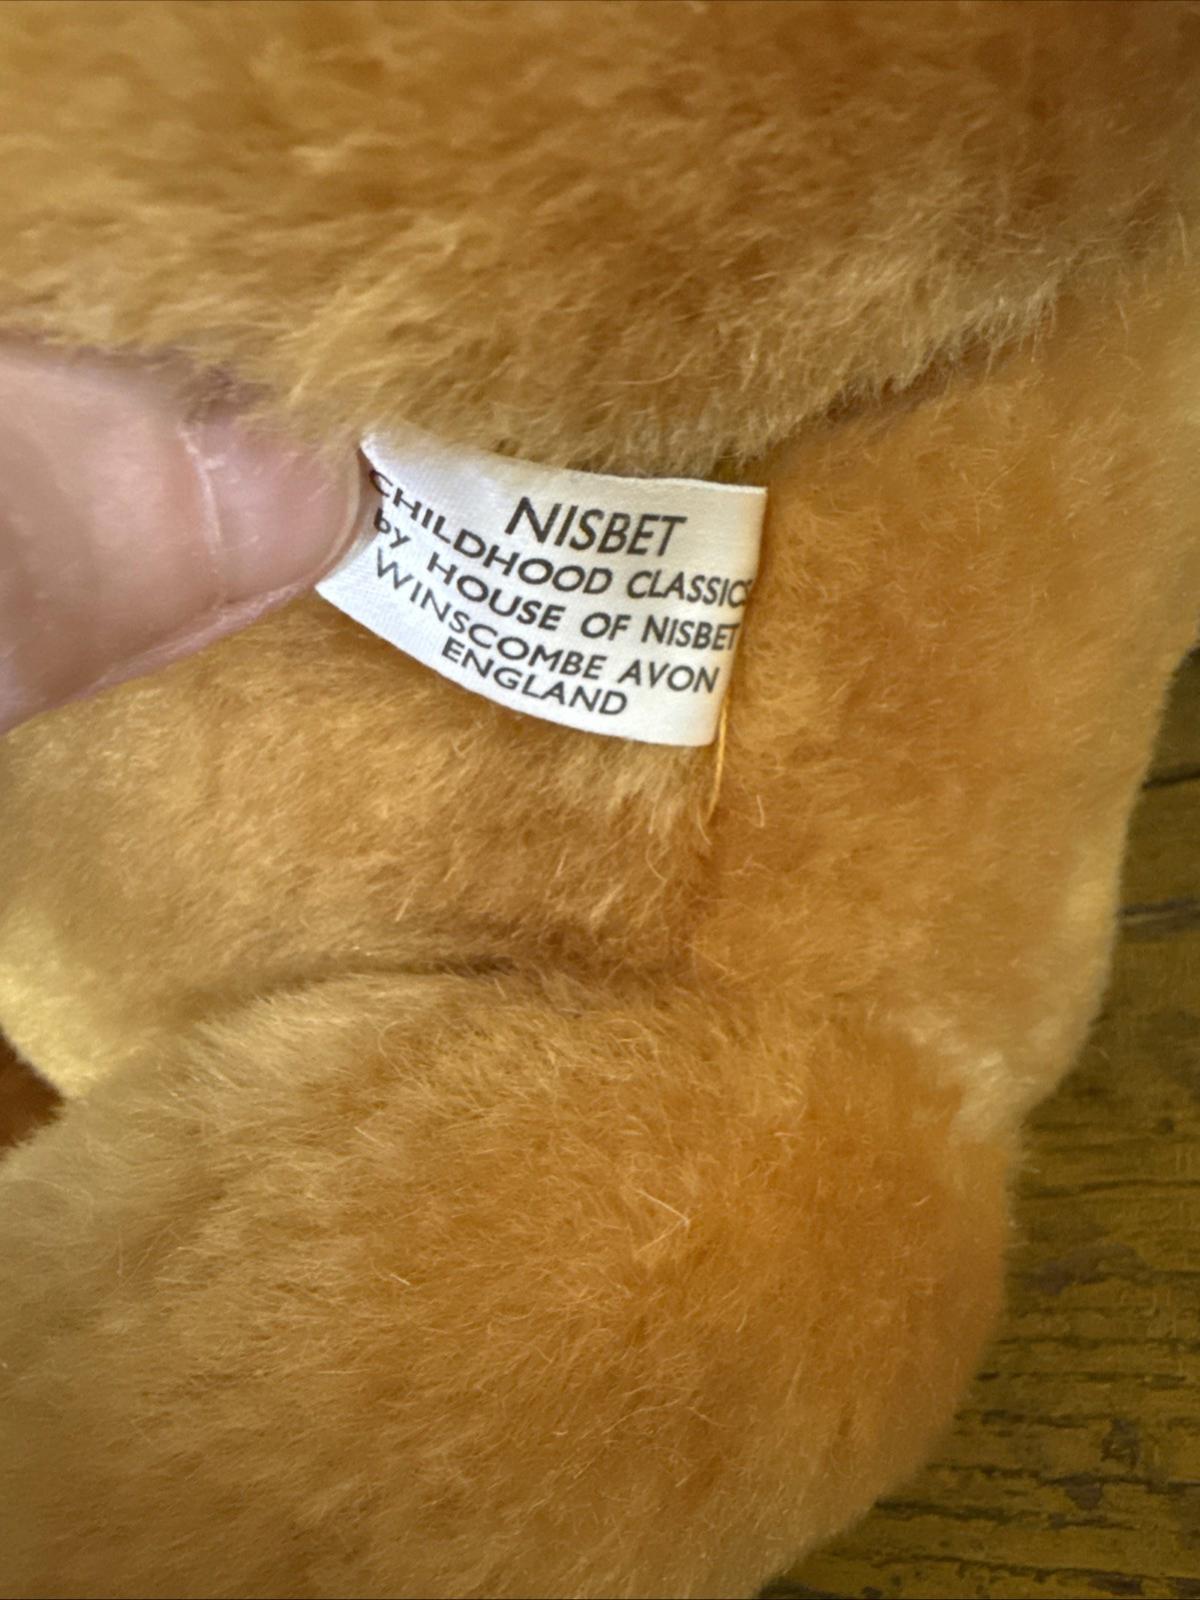 NISBET
CHILDHOOD CLASSICS
by HOUSE OF NISBET
WINSCOMBE AVON
ENGLAND